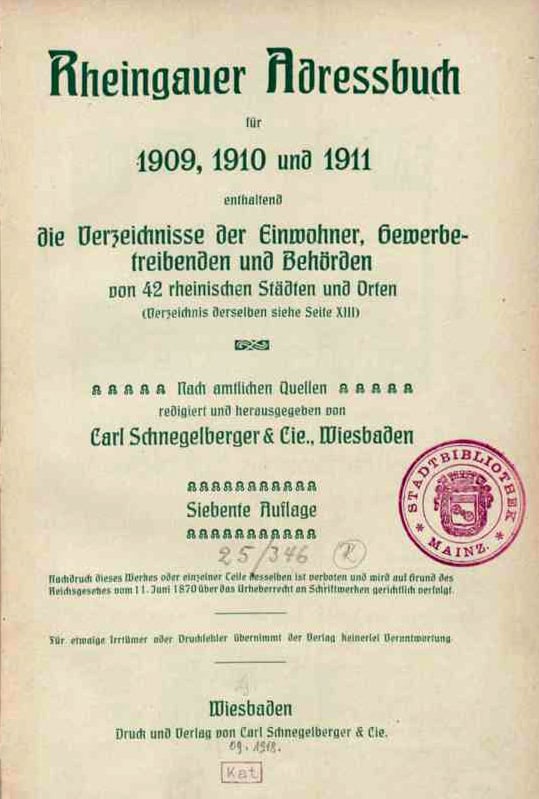 Rheingauer Adressbuch
für
1909, 1910 und 1911
enthaltend
die Verzeichnisse der Einwohner, Gewerbe-
treibenden und Behörden
von 42 rheinischen Städten und Orten
(Verzeichnis derselben siehe Seite XIII)
Nach amtlichen Quellen
redigiert und herausgegeben von
Carl Schnegelberger & Cie., Wiesbaden
STADTBIBLIOTHEK
* MAINZ. *
Siebente Auflage
25/346
Nachdruck dieses Werkes oder einzelner Teile desselben ist verboten und wird auf Grund des
Reichsgesetzes vom 11. Juni 1870 über das Urheberrecht an Schriftwerken gerichtlich verfolgt.
Für etwaige Irrtümer oder Druckfehler übernimmt der Verlag keinerlei Verantwortung.
Wiesbaden
Druck und Verlag von Carl Schnegelberger & Cie.
09. 1918.
Kat